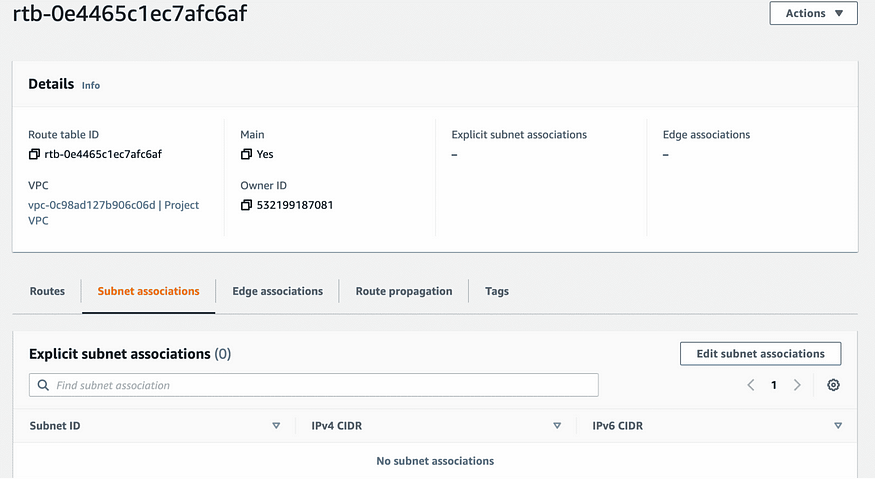 rtb-0e4465c1ec7afc6af
Actions
Details Info
Route table ID
rtb-0e4465c1ec7afc6af
Main
Yes
Explicit subnet associations
–
Edge associations
–
VPC
vpc-0c98ad127b906c06d | Project
VPC
Owner ID
532199187081
Routes
Subnet associations
Edge associations
Route propagation
Tags
Explicit subnet associations (0)
Edit subnet associations
Find subnet association
1
Subnet ID
IPv4 CIDR
IPv6 CIDR
No subnet associations